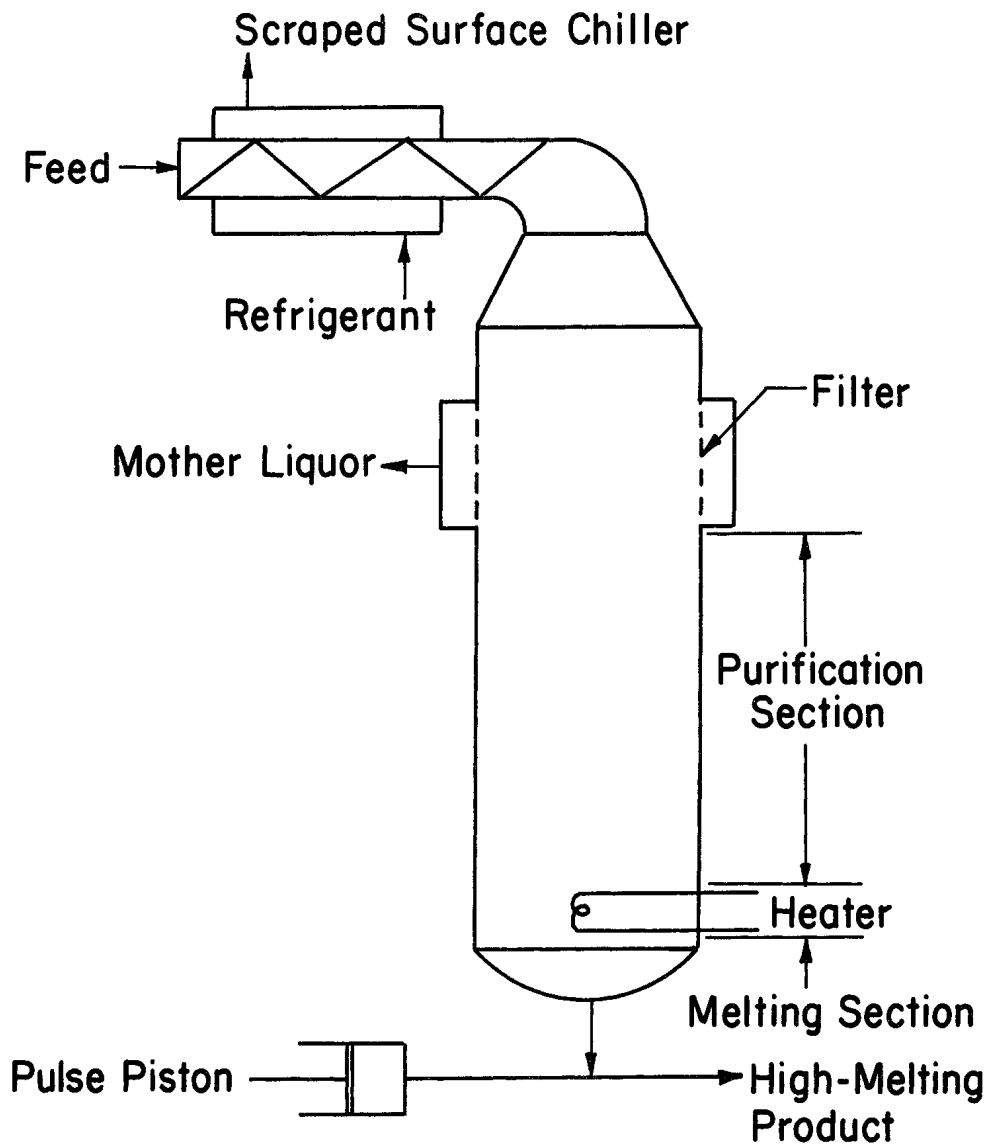 Scraped Surface Chiller
Feed
Refrigerant
Filter
Mother Liquor
Purification
Section
Heater
Melting Section
Pulse Piston
High-Melting
Product